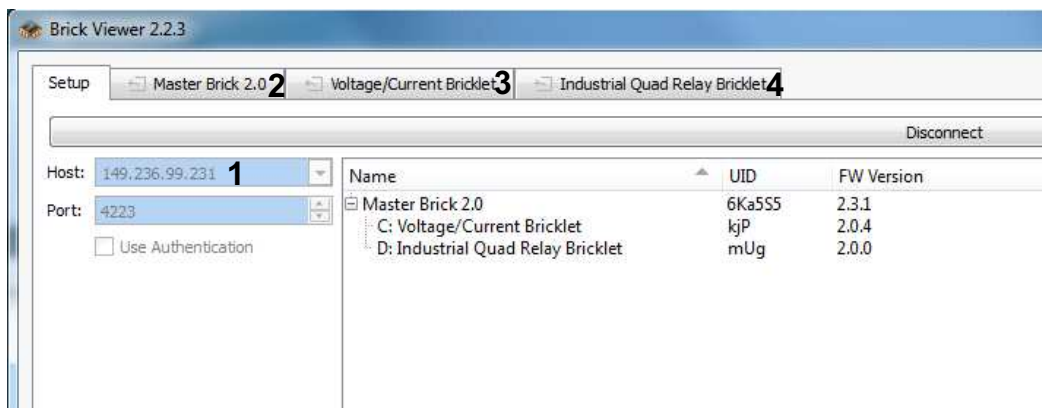 Brick Viewer 2.2.3
Setup Master Brick 2.0 2 Voltage/Current Bricklet 3 Industrial Quad Relay Bricklet 4
Disconnect
Host: 149.236.99.231 1
Port: 4223
Use Authentication
Name UID FW Version
Master Brick 2.0 6Ka5S5 2.3.1
C: Voltage/Current Bricklet kjP 2.0.4
D: Industrial Quad Relay Bricklet mUg 2.0.0